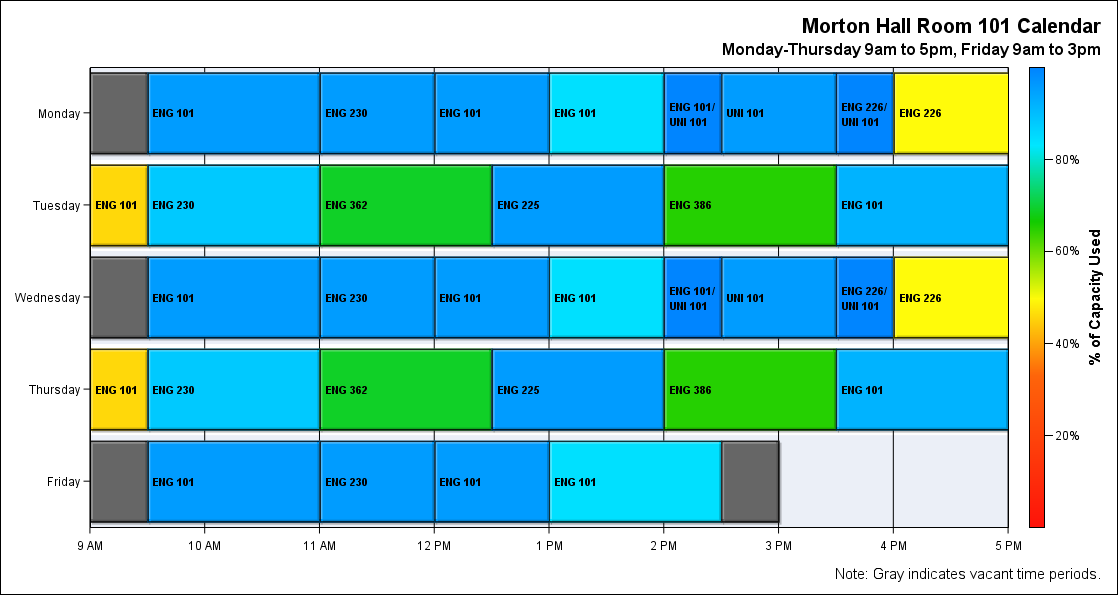 Morton Hall Room 101 Calendar
Monday-Thursday 9am to 5pm, Friday 9am to 3pm
Monday
ENG 101
ENG 230
ENG 101
ENG 101
ENG 101/
UNI 101
UNI 101
ENG 226/
UNI 101
ENG 226
Tuesday
ENG 101
ENG 230
ENG 362
ENG 225
ENG 386
ENG 101
Wednesday
ENG 101
ENG 230
ENG 101
ENG 101
ENG 101/
UNI 101
UNI 101
ENG 226/
UNI 101
ENG 226
Thursday
ENG 101
ENG 230
ENG 362
ENG 225
ENG 386
ENG 101
Friday
ENG 101
ENG 230
ENG 101
ENG 101
9 AM
10 AM
11 AM
12 PM
1 PM
2 PM
3 PM
4 PM
5 PM
80%
60%
40%
20%
% of Capacity Used
Note: Gray indicates vacant time periods.